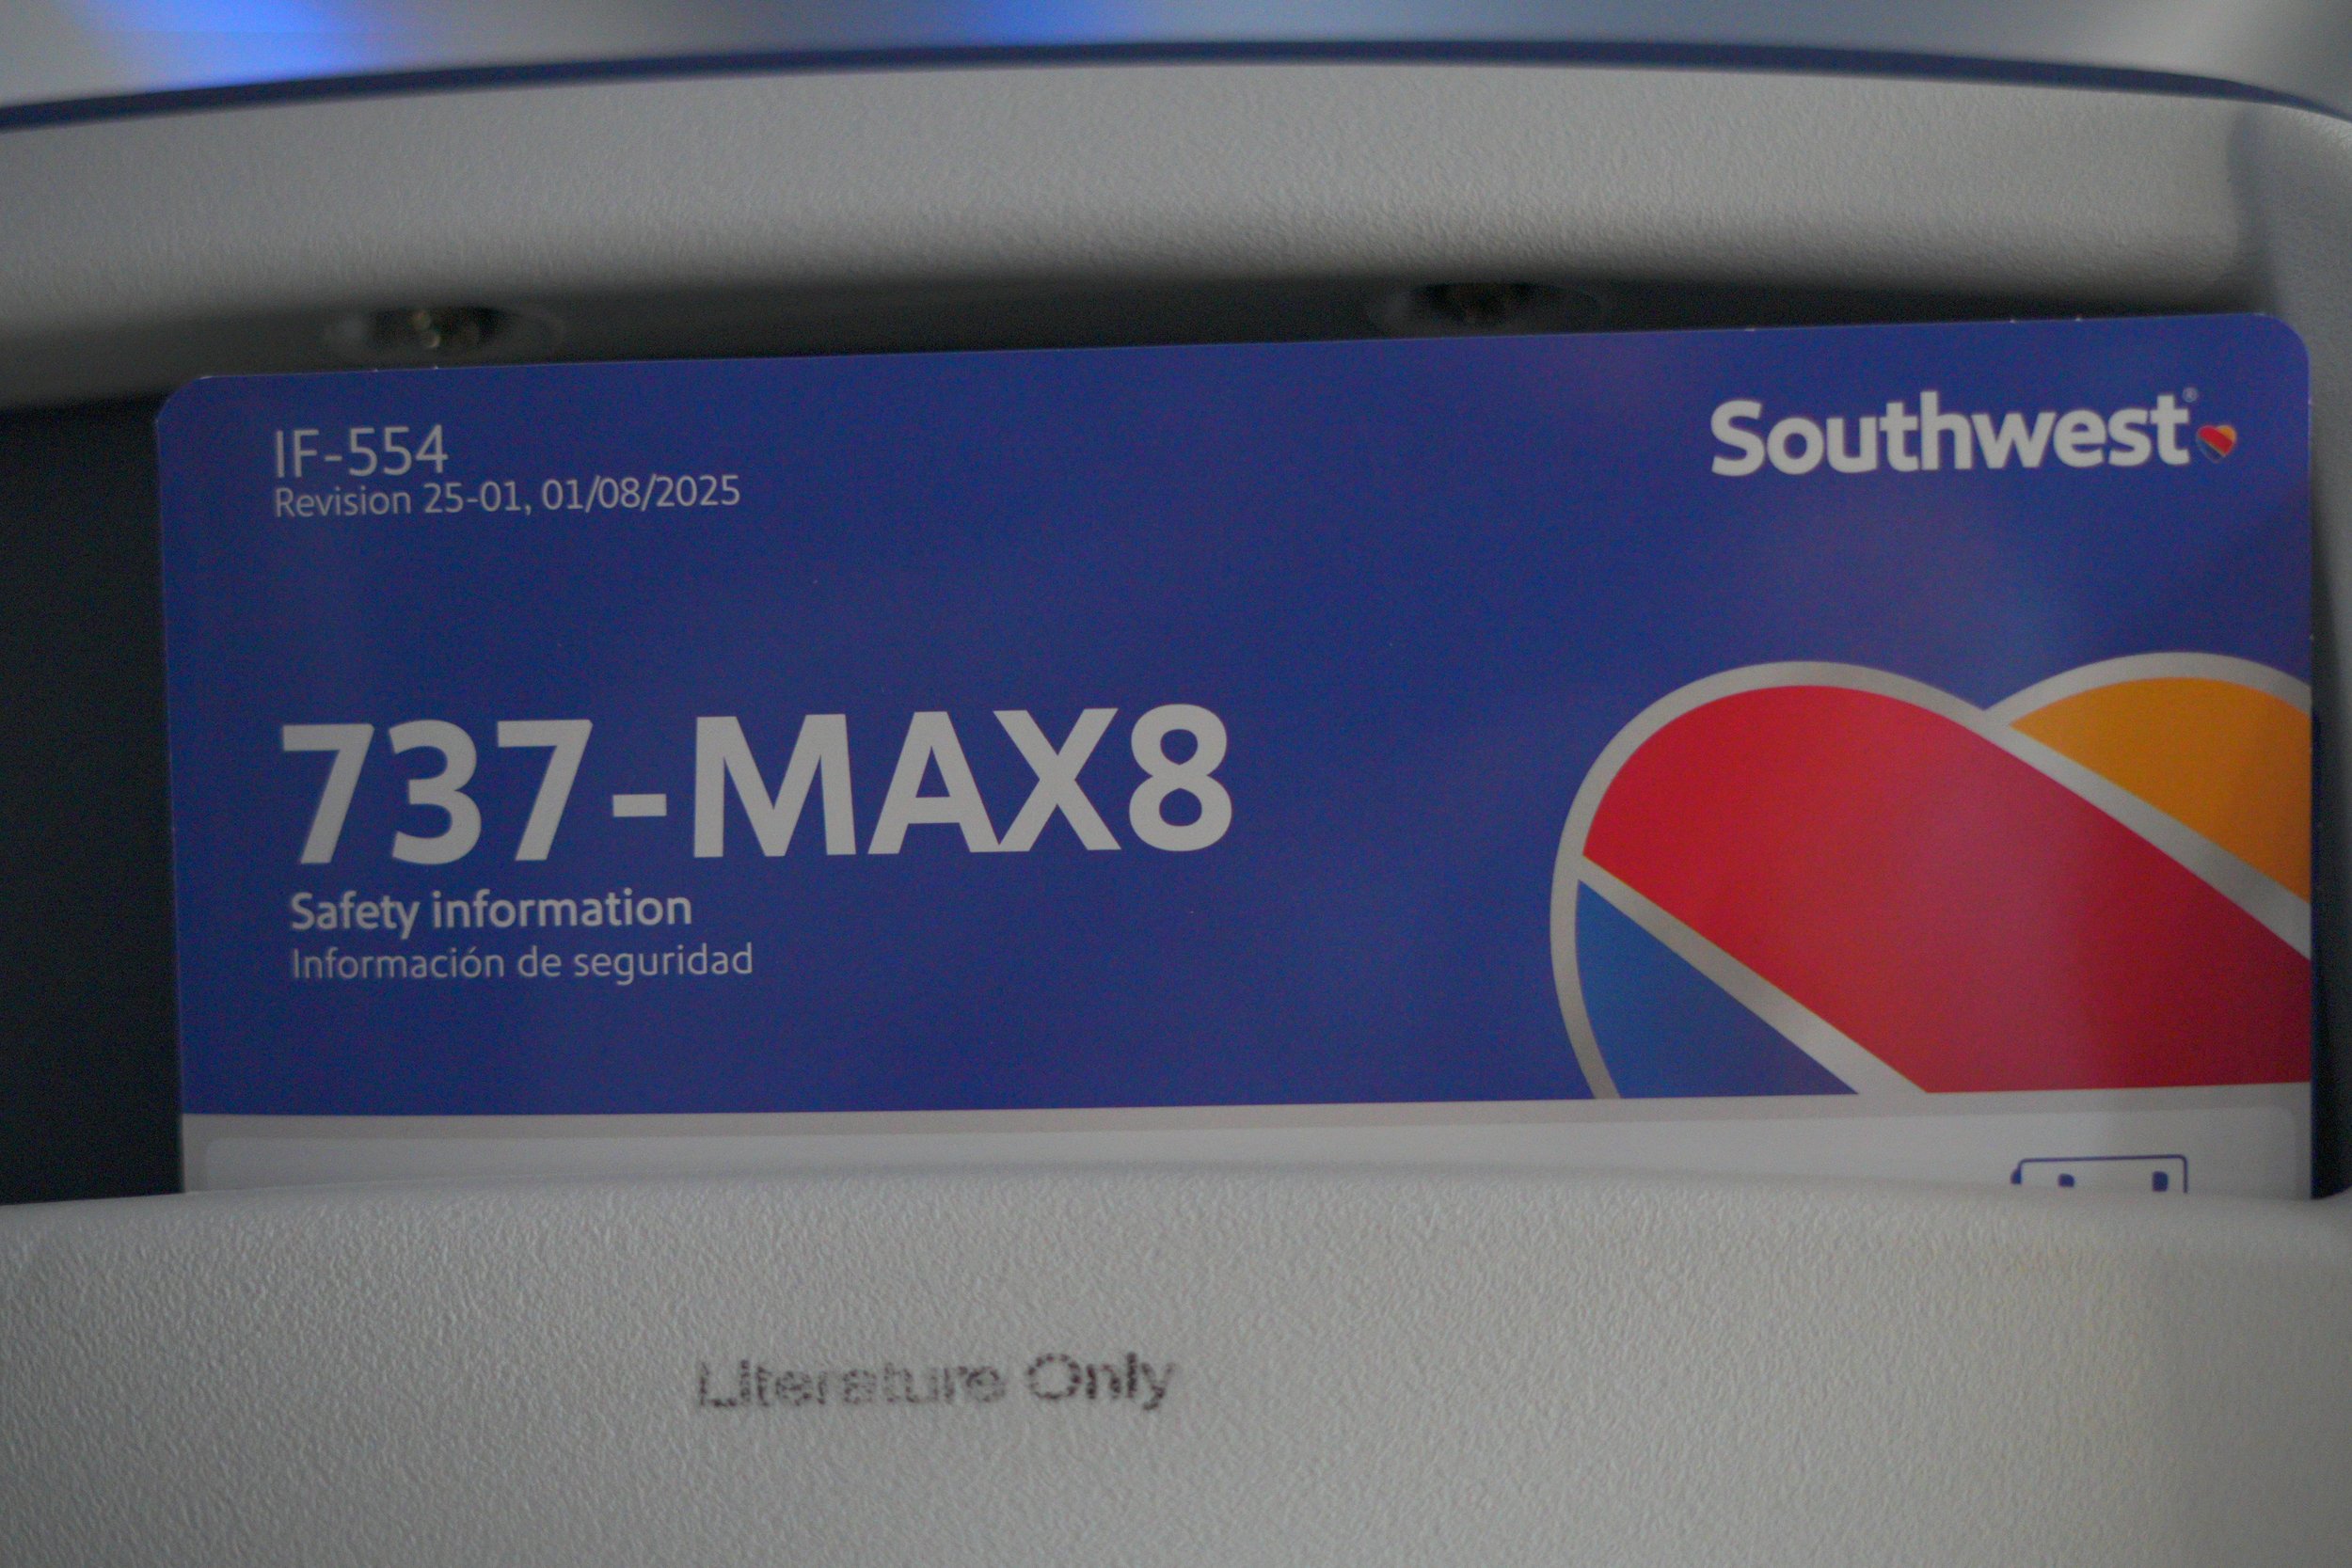 IF-554
Revision 25-01, 01/08/2025
Southwest®
737-MAX8
Safety information
Información de seguridad
Literature Only